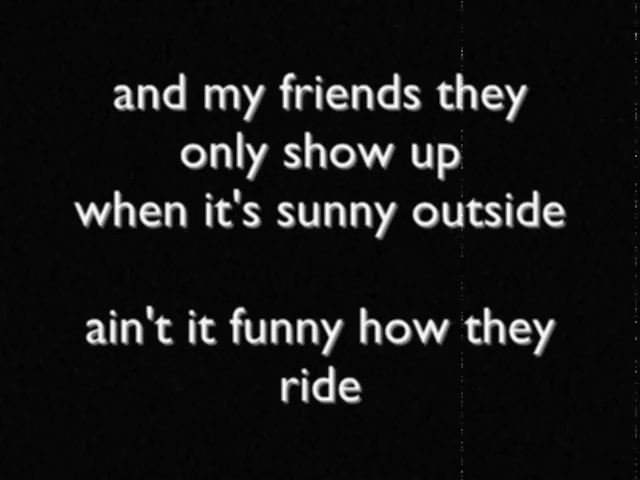 and my friends they
only show up
when it's sunny outside
ain't it funny how they
ride